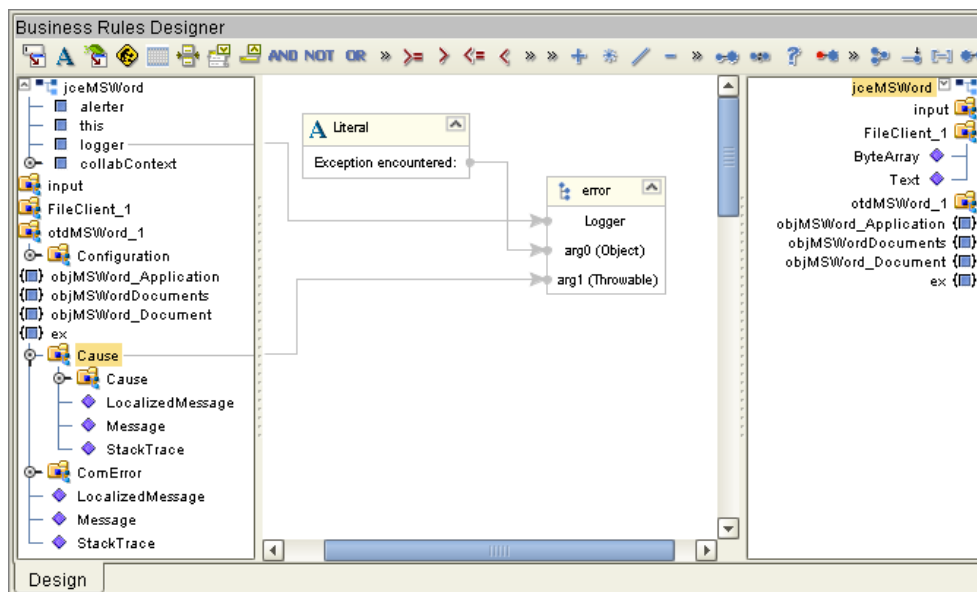 Business Rules Designer
A AND NOT OR » >= > <= < » » + * / - » ? » [=]
jceMSWord
alerter
this
logger
collabContext
input
FileClient_1
otdMSWord_1
Configuration
objMSWord_Application
objMSWordDocuments
objMSWord_Document
ex
Cause
Cause
LocalizedMessage
Message
StackTrace
ComError
LocalizedMessage
Message
StackTrace
A Literal
Exception encountered:
error
Logger
arg0 (Object)
arg1 (Throwable)
jceMSWord
input
FileClient_1
ByteArray
Text
otdMSWord_1
objMSWord_Application
objMSWordDocuments
objMSWord_Document
ex
Design